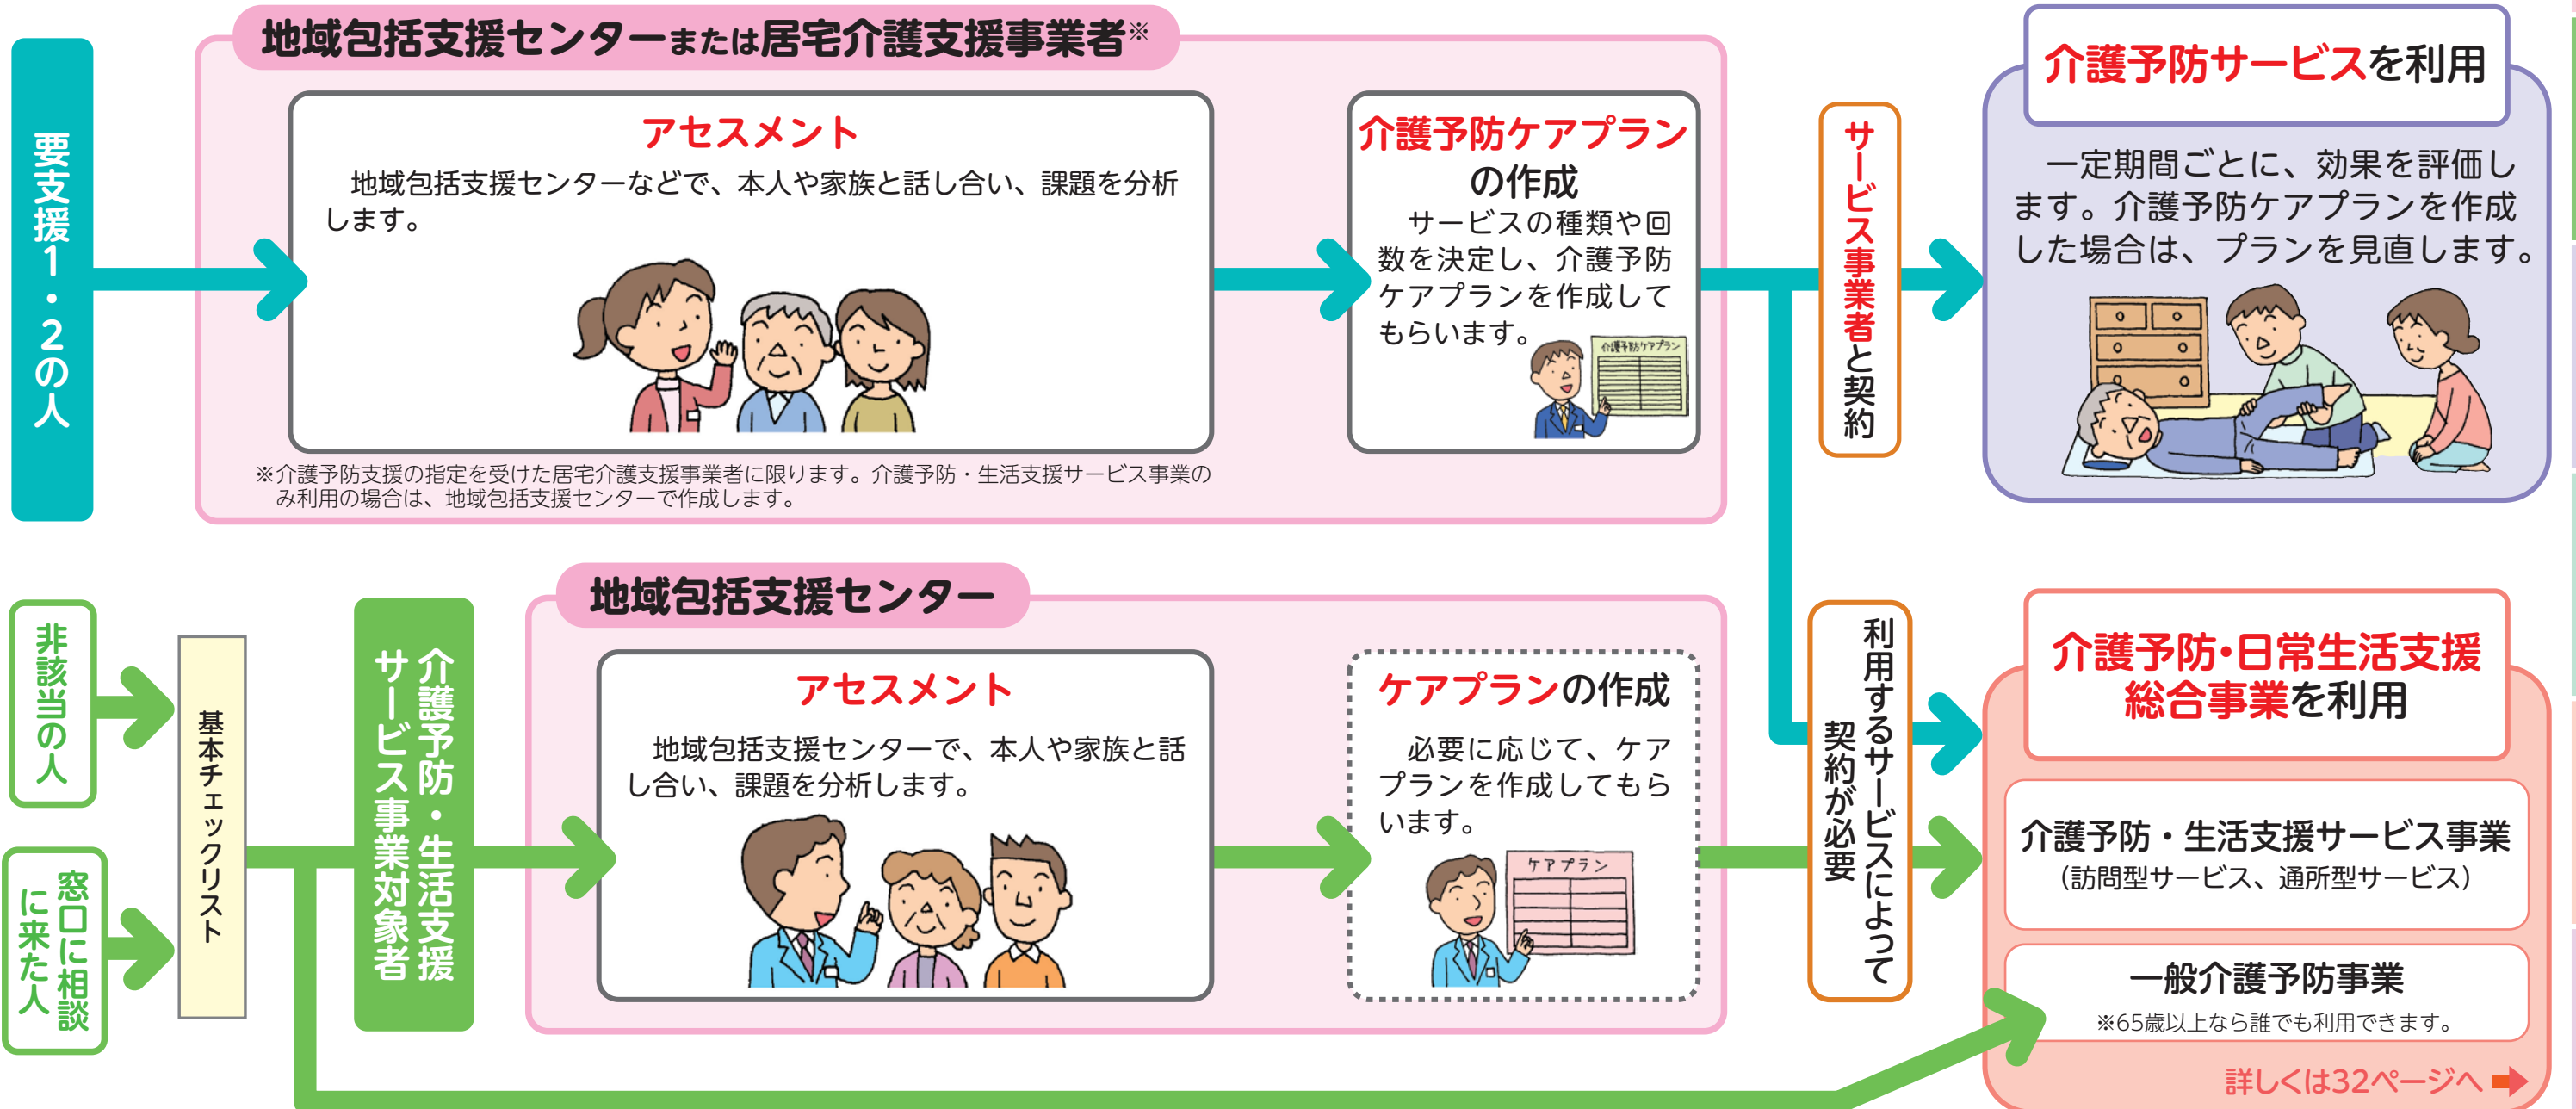 地域包括支援センターまたは居宅介護支援事業者※
要支援1・2の人
アセスメント
地域包括支援センターなどで、本人や家族と話し合い、課題を分析
します。
介護予防ケアプラン
の作成
サービスの種類や回
数を決定し、介護予防
ケアプランを作成して
もらいます。
介護予防ケアプラン
※介護予防支援の指定を受けた居宅介護支援事業者に限ります。介護予防・生活支援サービス事業の
み利用の場合は、地域包括支援センターで作成します。
サービス事業者と契約
介護予防サービスを利用
一定期間ごとに、効果を評価し
ます。介護予防ケアプランを作成
した場合は、プランを見直します。
非該当の人
窓口に相談
に来た人
基本チェックリスト
介護予防・生活支援
サービス事業対象者
地域包括支援センター
アセスメント
地域包括支援センターで、本人や家族と話
し合い、課題を分析します。
ケアプランの作成
必要に応じて、ケア
プランを作成してもら
います。
ケアプラン
利用するサービスによって
契約が必要
介護予防・日常生活支援
総合事業を利用
介護予防・生活支援サービス事業
（訪問型サービス、通所型サービス）
一般介護予防事業
※65歳以上なら誰でも利用できます。
詳しくは32ページへ